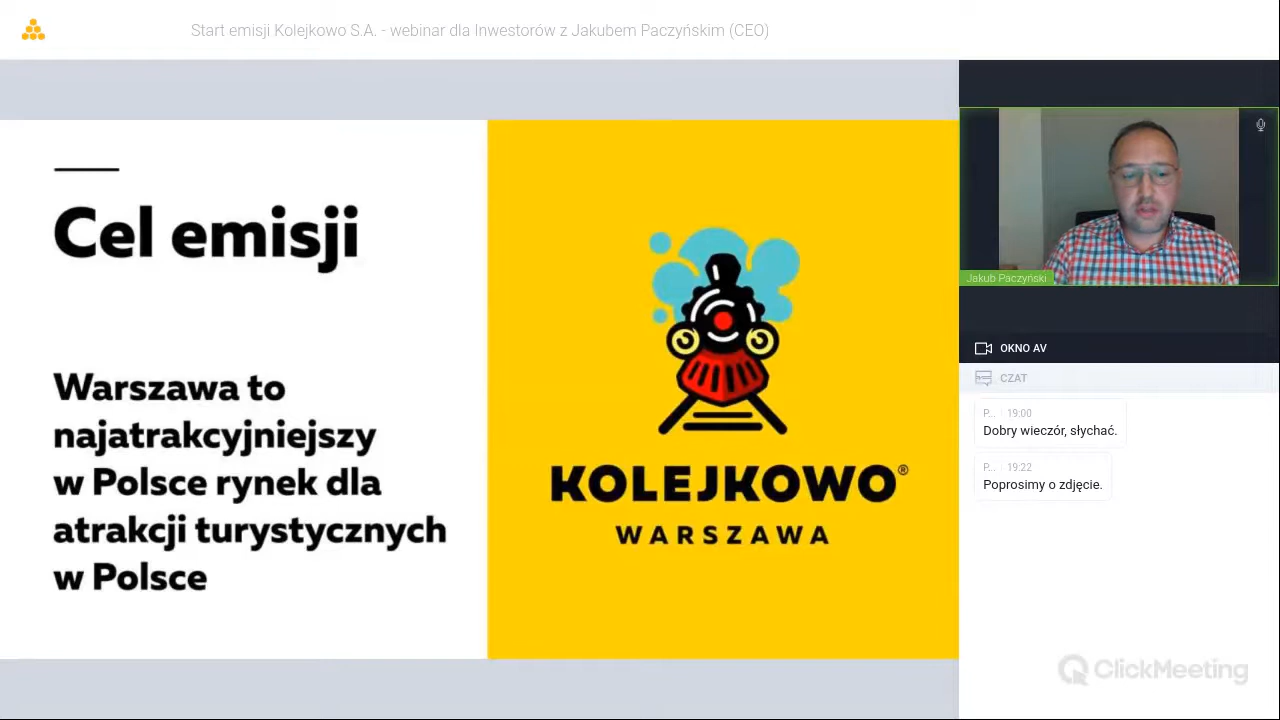 Start emisji Kolejkowo S.A. - webinar dla Inwestorów z Jakubem Paczyńskim (CEO)
Cel emisji
Warszawa to
najatrakcyjniejszy
w Polsce rynek dla
atrakcji turystycznych
w Polsce
KOLEJKOWO®
WARSZAWA
Jakub Paczyński
OKNO AV
CZAT
P... 19:00
Dobry wieczór, słychać.
P... 19:22
Poprosimy o zdjęcie.
ClickMeeting